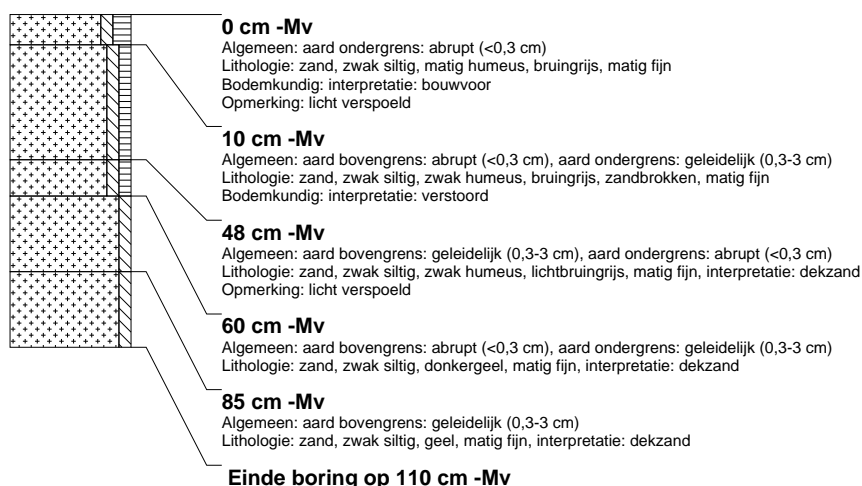 0 cm -Mv
Algemeen: aard ondergrens: abrupt (<0,3 cm)
Lithologie: zand, zwak siltig, matig humeus, bruingrijs, matig fijn
Bodemkundig: interpretatie: bouwvoor
Opmerking: licht verspoeld
10 cm -Mv
Algemeen: aard bovengrens: abrupt (<0,3 cm), aard ondergrens: geleidelijk (0,3-3 cm)
Lithologie: zand, zwak siltig, zwak humeus, bruingrijs, zandbrokken, matig fijn
Bodemkundig: interpretatie: verstoord
48 cm -Mv
Algemeen: aard bovengrens: geleidelijk (0,3-3 cm), aard ondergrens: abrupt (<0,3 cm)
Lithologie: zand, zwak siltig, zwak humeus, lichtbruingrijs, matig fijn, interpretatie: dekzand
Opmerking: licht verspoeld
60 cm -Mv
Algemeen: aard bovengrens: abrupt (<0,3 cm), aard ondergrens: geleidelijk (0,3-3 cm)
Lithologie: zand, zwak siltig, donkergeel, matig fijn, interpretatie: dekzand
85 cm -Mv
Algemeen: aard bovengrens: geleidelijk (0,3-3 cm)
Lithologie: zand, zwak siltig, geel, matig fijn, interpretatie: dekzand
Einde boring op 110 cm -Mv